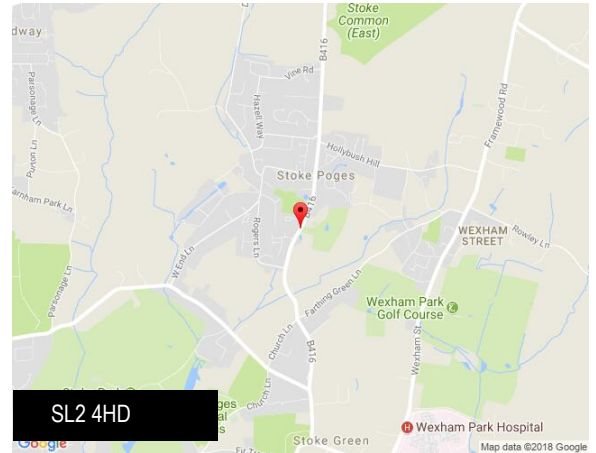 Stoke
Common
(East)
dway
B416
Parsonage Ln
Purton Ln
Vine Rd
Hazell Way
Framewood Rd
Hollybush Hill
Stoke Poges
arnham Park Ln
B416
Rogers Ln
WEXHAM
STREET
Rowley Ln
W End Ln
Parsonage Ln
Farthing Green Ln
Wexham Park
Golf Course
Church Ln
B416
Wexham St
SL2 4HD
ges
Church Ln
H Wexham Park Hospital
Stoke Green
Google
Map data ©2018 Google